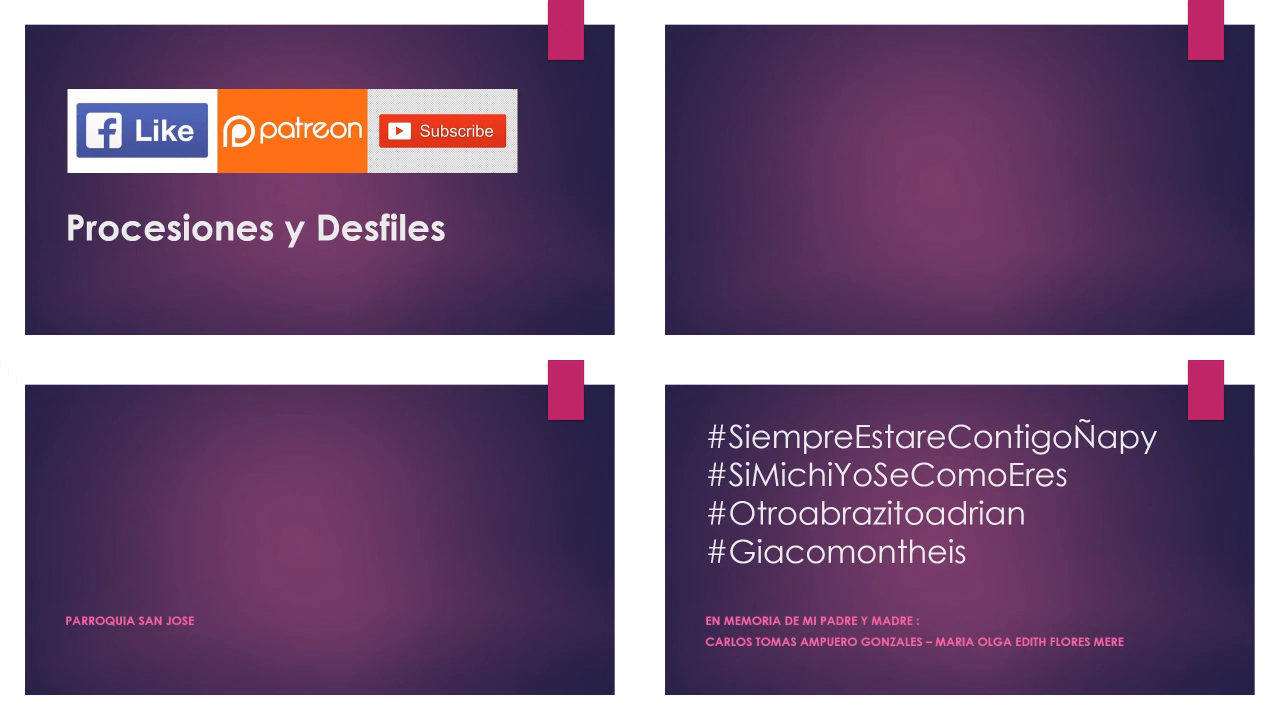 Like
patreon
Subscribe
Procesiones y Desfiles
PARROQUIA SAN JOSE
#SiempreEstareContigoÑapy
#SiMichiYoSeComoEres
#Otroabrazitoadrian
#Giacomontheis
EN MEMORIA DE MI PADRE Y MADRE :
CARLOS TOMAS AMPUERO GONZALES – MARIA OLGA EDITH FLORES MERE